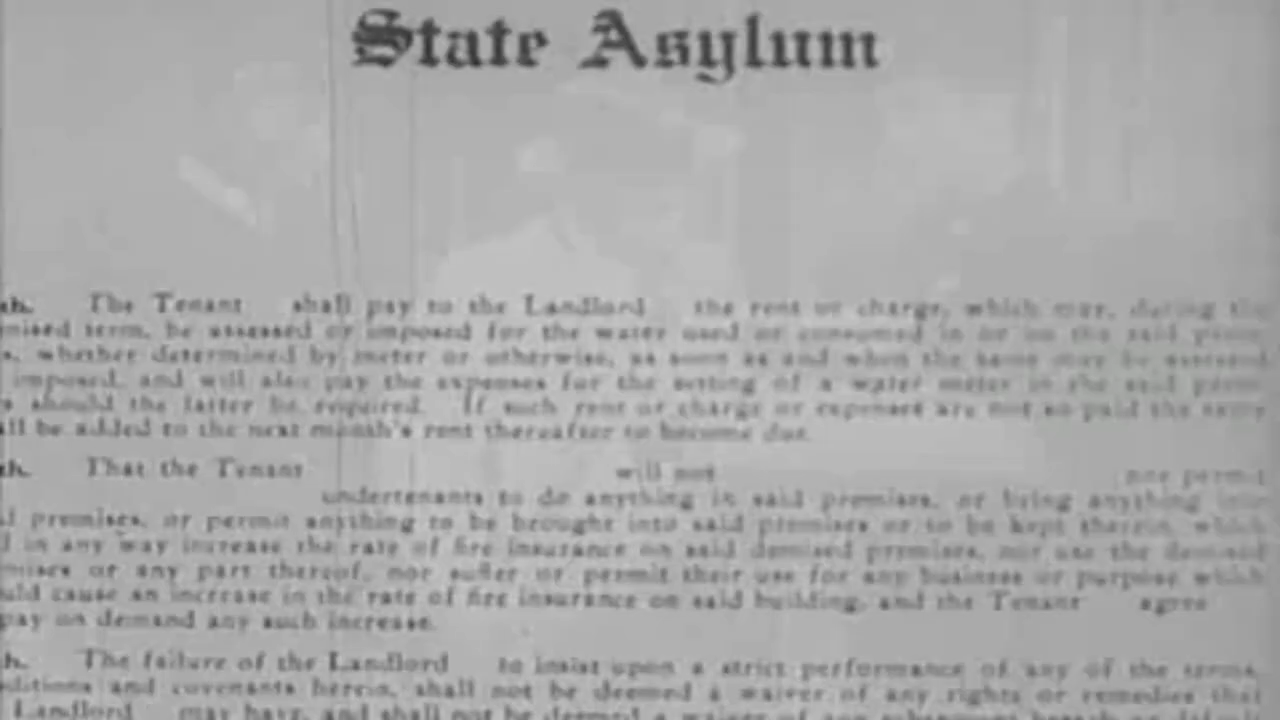 State Asylum
The Tenant shall pay to the Landlord the rent or charge, which may, during the
mised term, be assessed or imposed for the water used or consumed in or on the said prem
s, whether determined by meter or otherwise, as soon as and when the same may be assessed
imposed, and will also pay the expenses for the setting of a water meter in the said prem
s should the latter be required. If such rent or charge or expenses are not so paid the same
all be added to the next month's rent thereafter to become due.
th. That the Tenant will not nor permit
undertenants to do anything in said premises, or bring anything into
d premises, or permit anything to be brought into said premises or to be kept therein, which
l in any way increase the rate of fire insurance on said demised premises, nor use the demised
mises or any part thereof, nor suffer or permit their use for any business or purpose which
uld cause an increase in the rate of fire insurance on said building, and the Tenant agree
pay on demand any such increase.
h. The failure of the Landlord to insist upon a strict performance of any of the terms,
ditions and covenants herein, shall not be deemed a waiver of any rights or remedies that
Landlord may have, and shall not be deemed a waiver of any subsequent